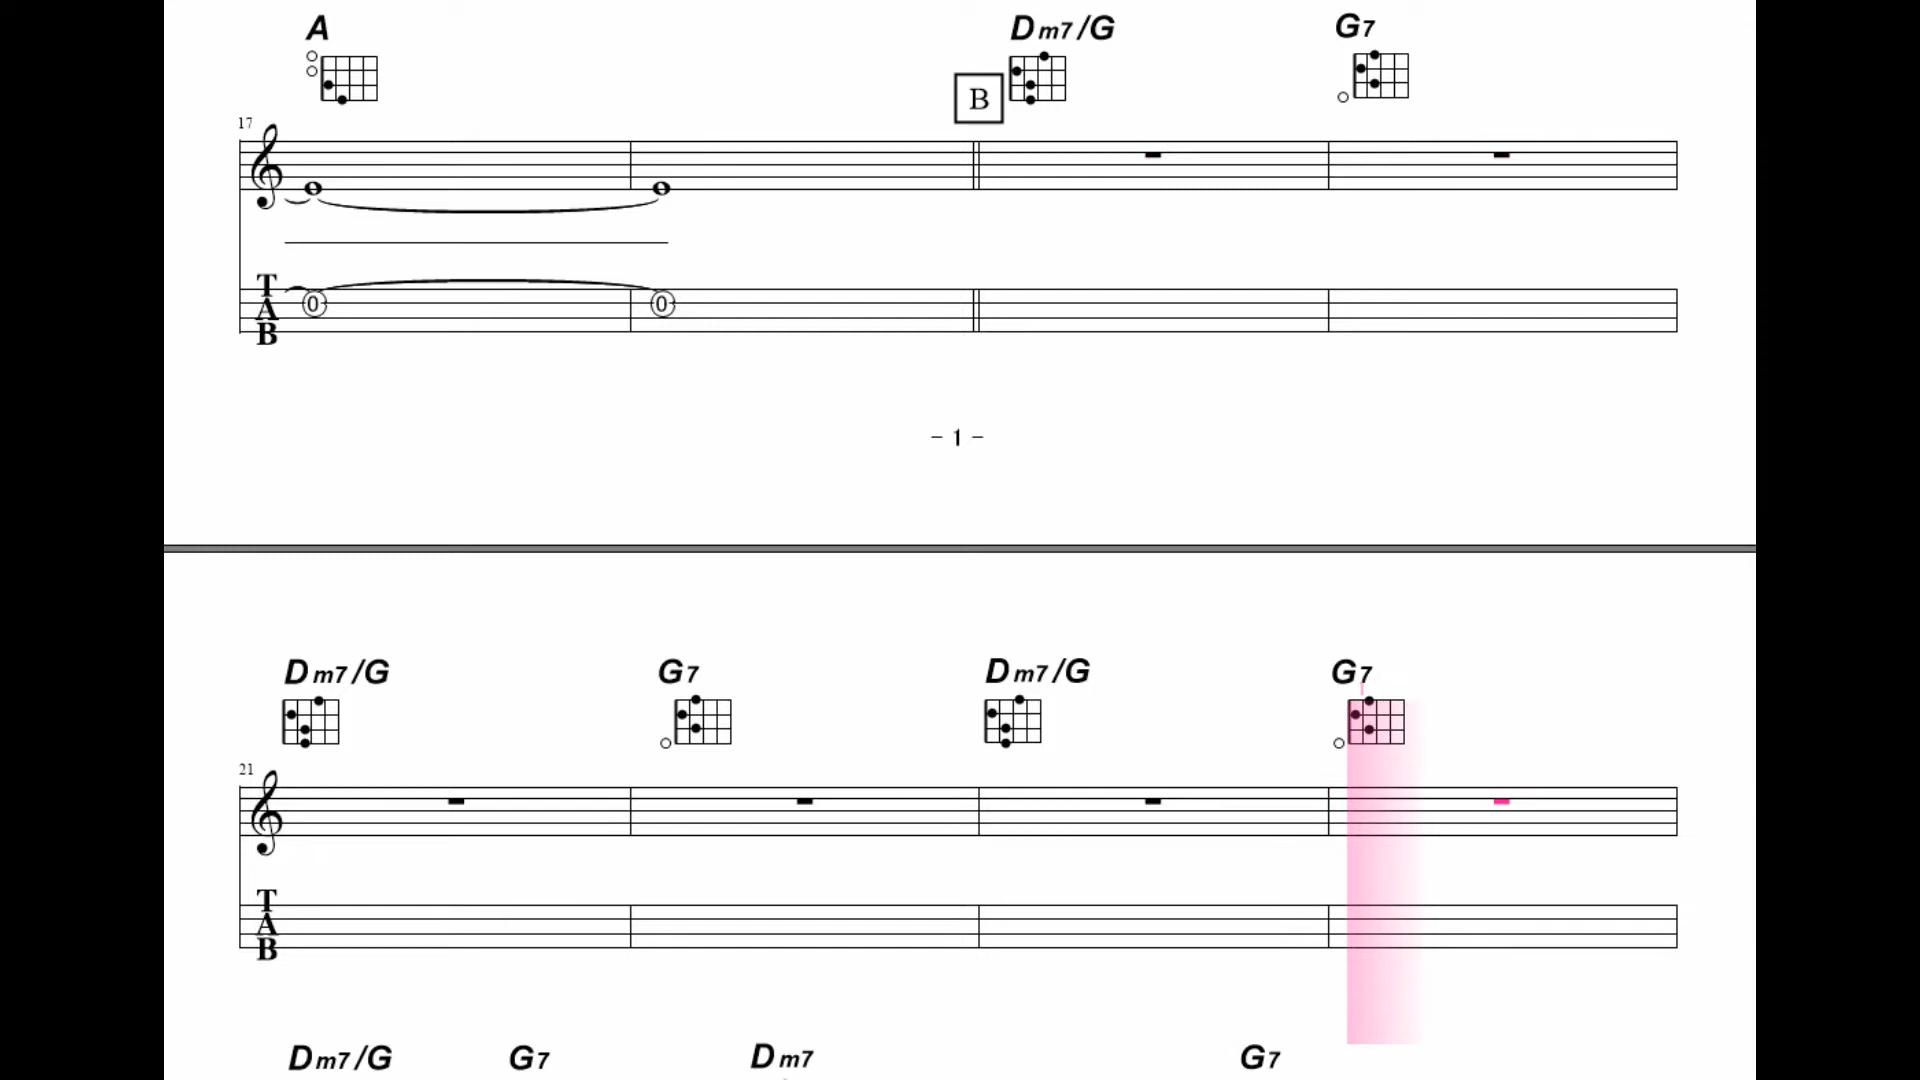 A Dm7/G G7
B
17
T
A
B
0 0
- 1 -
Dm7/G G7 Dm7/G G7
21
T
A
B
Dm7/G G7 Dm7 G7